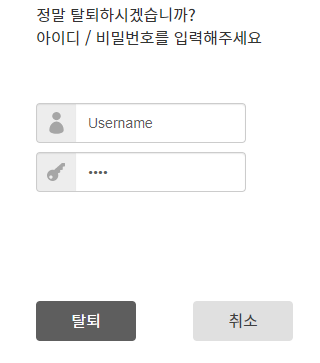 정말 탈퇴하시겠습니까?
아이디 / 비밀번호를 입력해주세요
Username
••••
탈퇴
취소